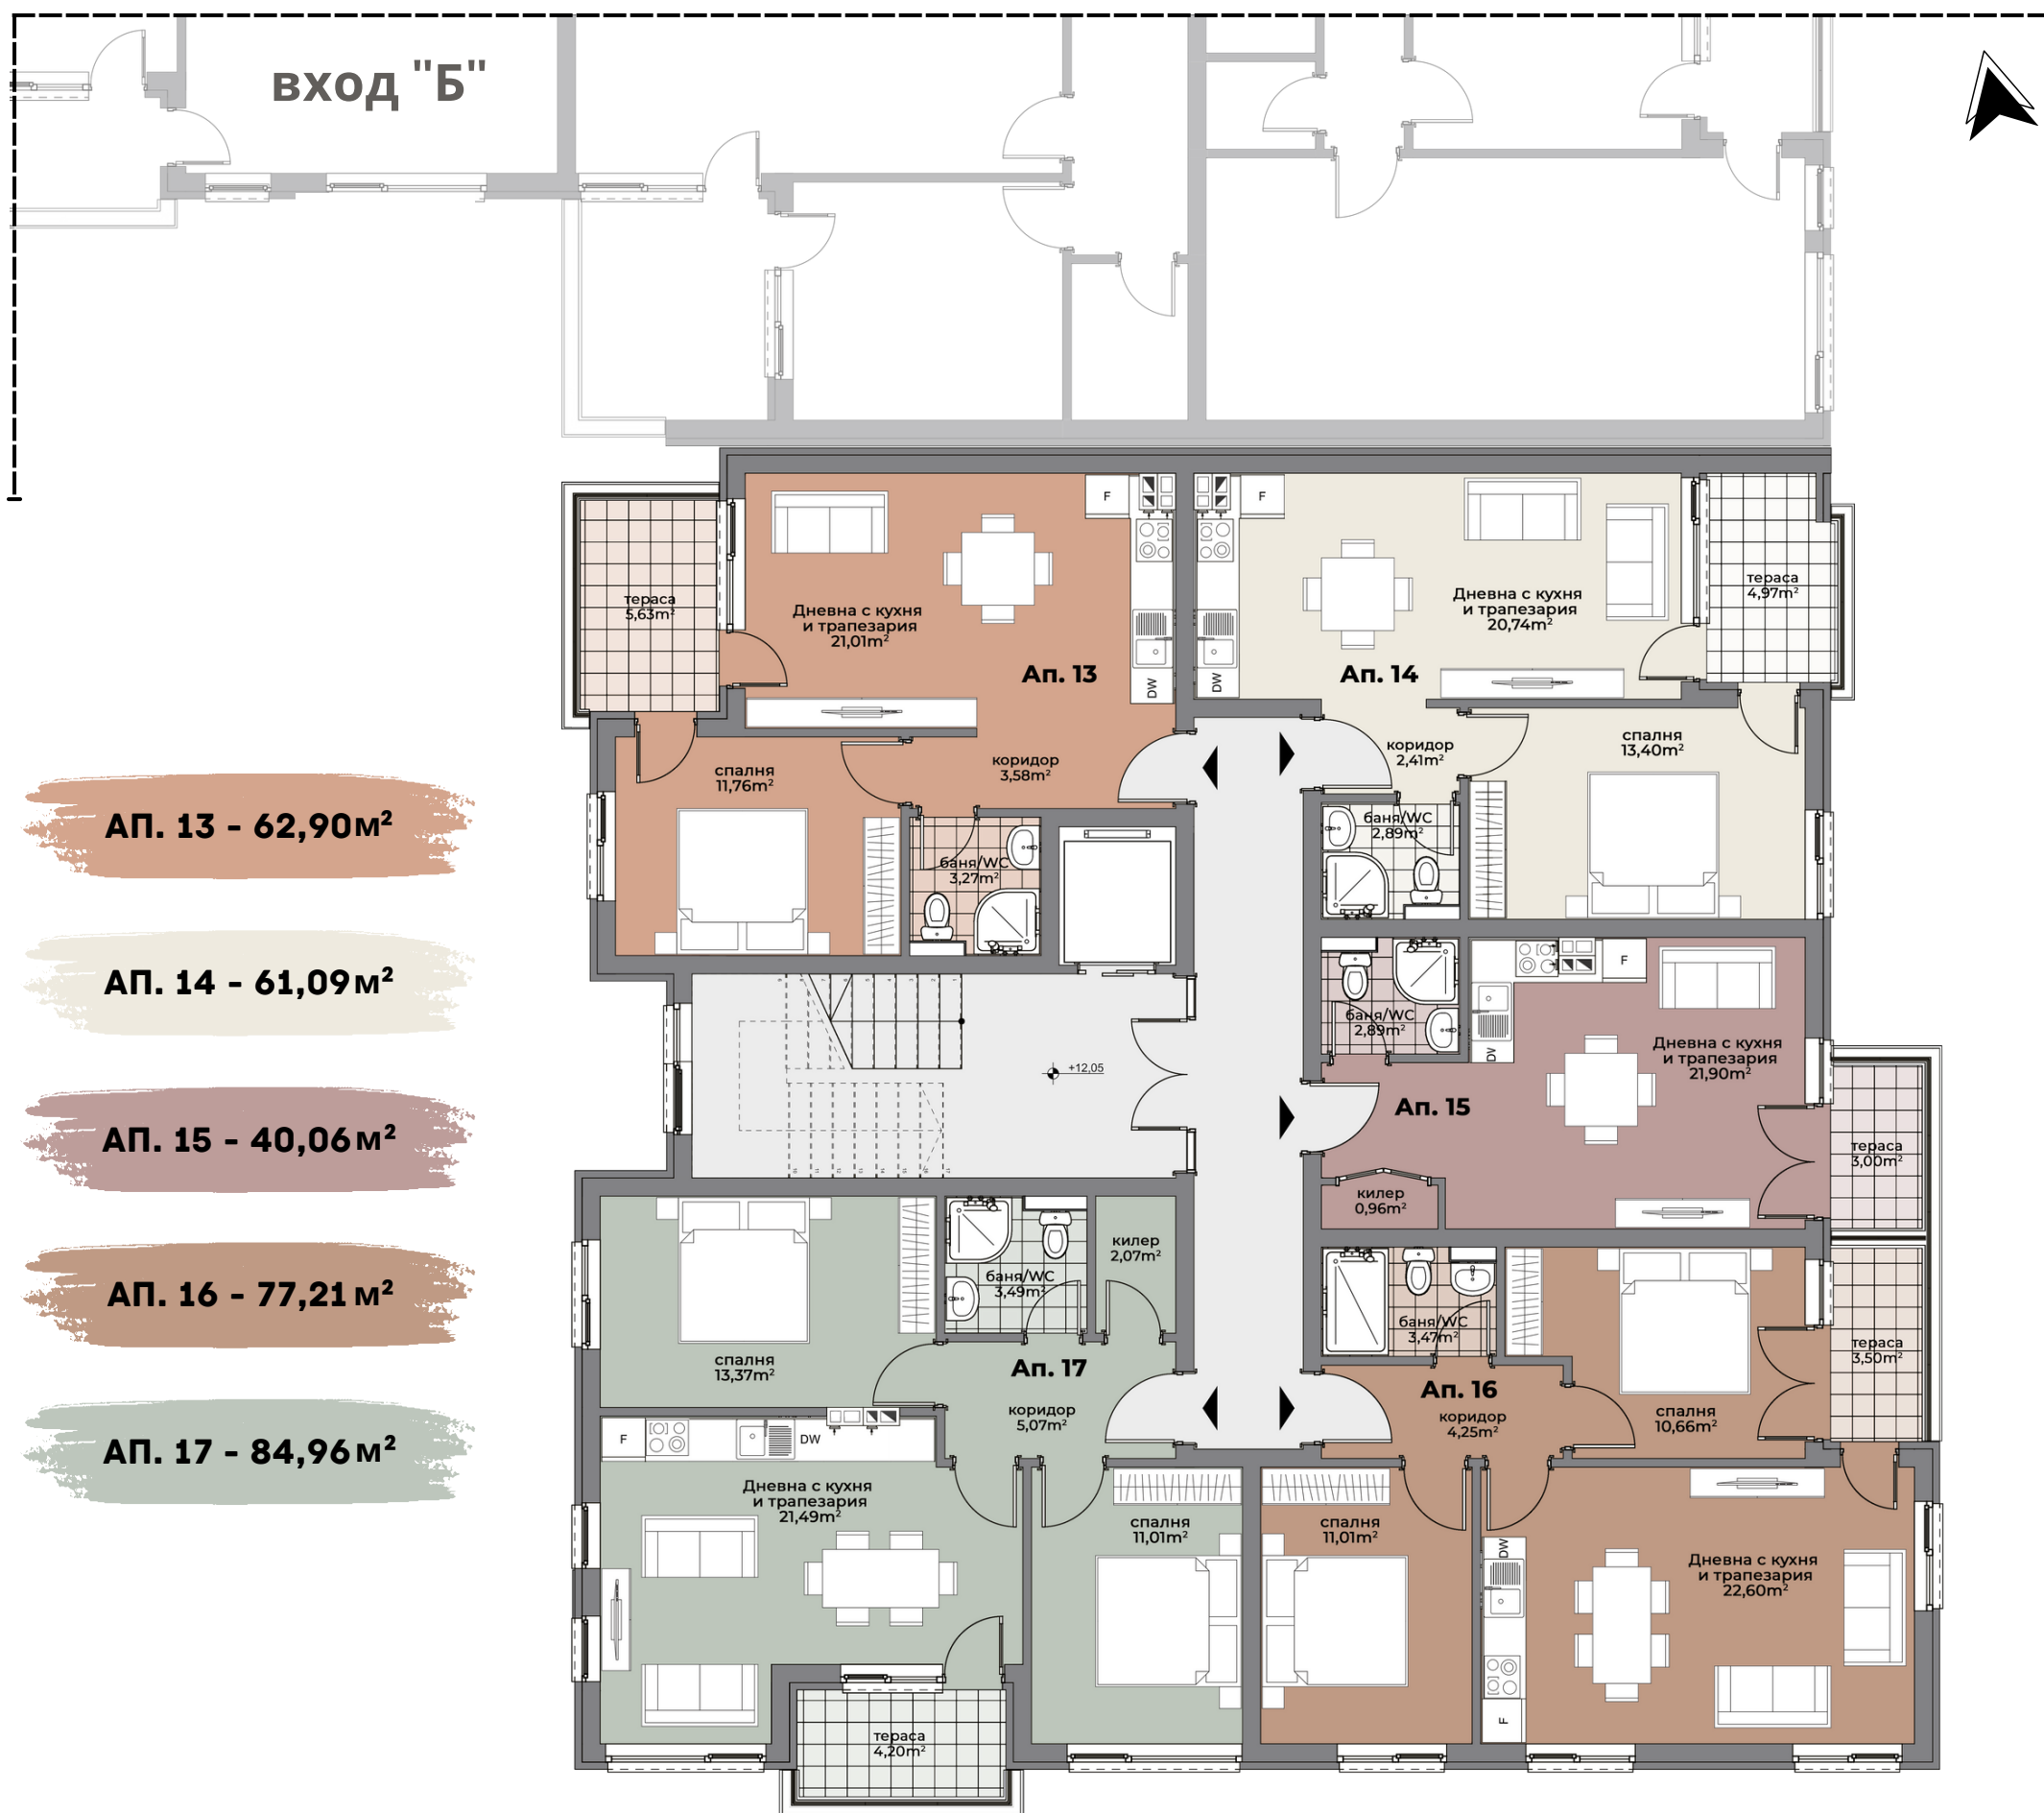 вход "Б"
F
F
тераса
5,63m²
Дневна с кухня
и трапезария
21,01m²
Ап. 13
DW
DW
Ап. 14
Дневна с кухня
и трапезария
20,74m²
тераса
4,97m²
спалня
11,76m²
коридор
3,58m²
коридор
2,41m²
спалня
13,40m²
баня/WC
3,27m²
баня/WC
2,89m²
АП. 13 - 62,90м²
АП. 14 - 61,09м²
АП. 15 - 40,06м²
АП. 16 - 77,21м²
АП. 17 - 84,96м²
F
баня/WC
2,89m²
DV
Дневна с кухня
и трапезария
21,90m²
+12,05
Ап. 15
тераса
3,00m²
килер
0,96m²
килер
2,07m²
баня/WC
3,49m²
баня/WC
3,47m²
тераса
3,50m²
спалня
13,37m²
Ап. 17
коридор
5,07m²
Ап. 16
коридор
4,25m²
спалня
10,66m²
F
DW
Дневна с кухня
и трапезария
21,49m²
спалня
11,01m²
спалня
11,01m²
DW
Дневна с кухня
и трапезария
22,60m²
F
тераса
4,20m²